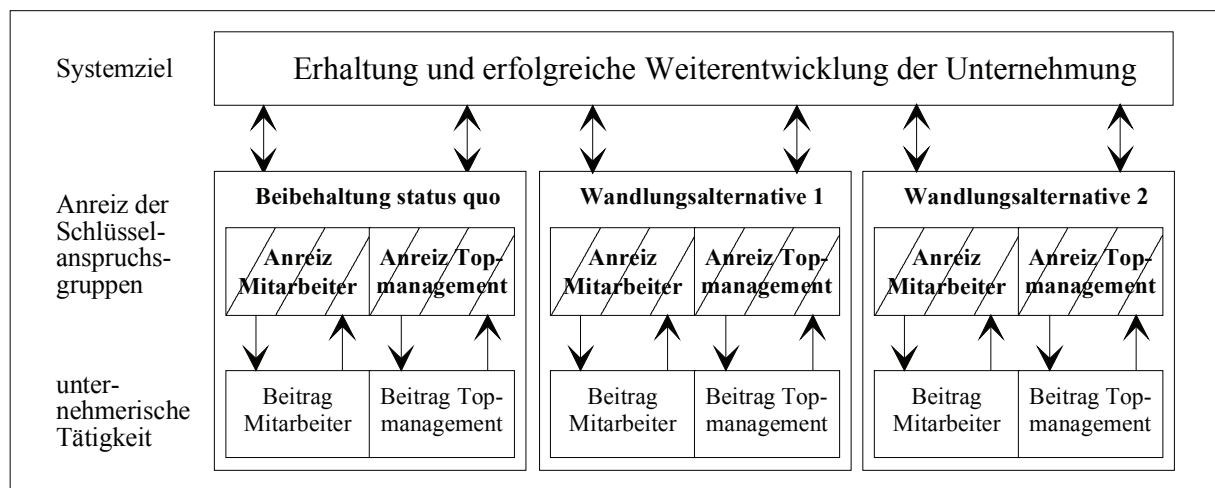 Systemziel
Erhaltung und erfolgreiche Weiterentwicklung der Unternehmung
Anreiz der
Schlüssel-
anspruchs-
gruppen
Beibehaltung status quo
Anreiz
Mitarbeiter
Anreiz Top-
management
Wandlungsalternative 1
Anreiz
Mitarbeiter
Anreiz Top-
management
Wandlungsalternative 2
Anreiz
Mitarbeiter
Anreiz Top-
management
unter-
nehmerische
Tätigkeit
Beitrag
Mitarbeiter
Beitrag Top-
management
Beitrag
Mitarbeiter
Beitrag Top-
management
Beitrag
Mitarbeiter
Beitrag Top-
management